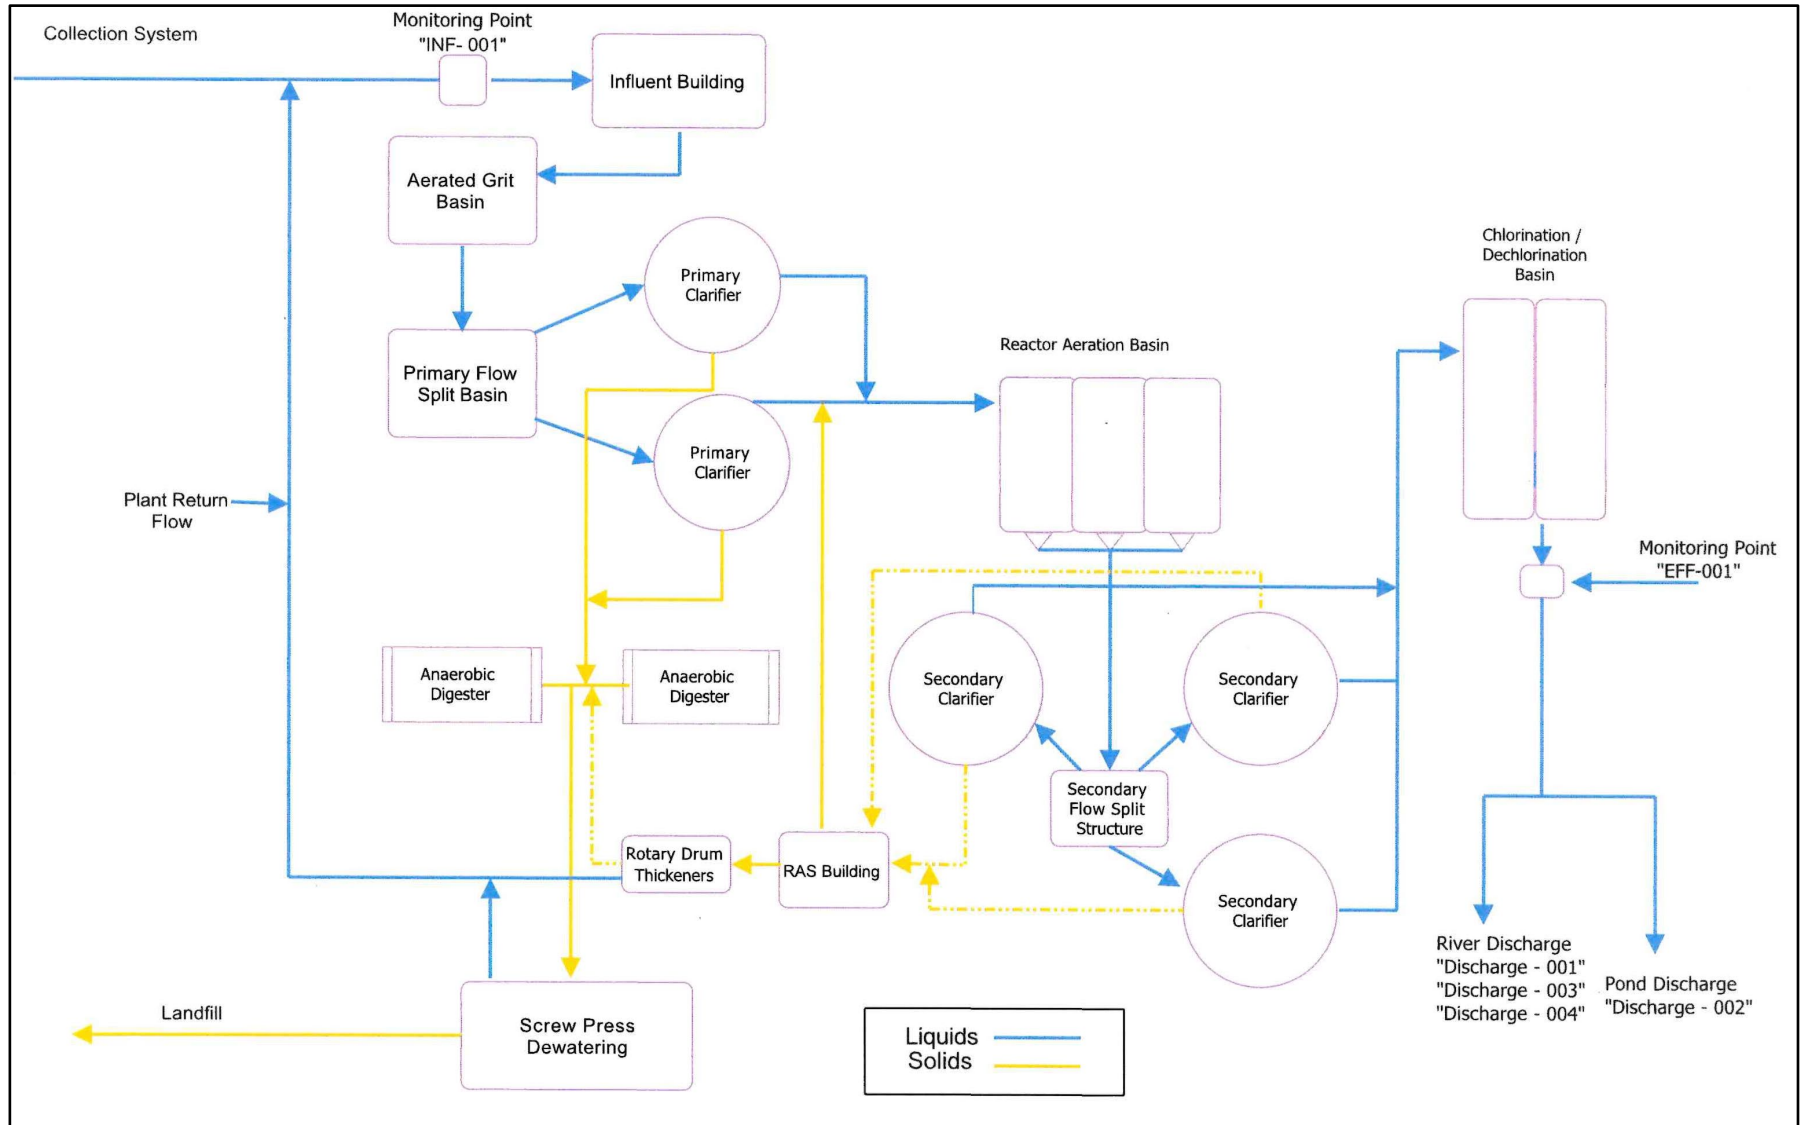 Collection System
Monitoring Point
"INF- 001"
Influent Building
Aerated Grit
Basin
Primary Flow
Split Basin
Primary
Clarifier
Primary
Clarifier
Reactor Aeration Basin
Chlorination /
Dechlorination
Basin
Plant Return
Flow
Monitoring Point
"EFF-001"
Anaerobic
Digester
Anaerobic
Digester
Secondary
Clarifier
Secondary
Clarifier
Secondary
Flow Split
Structure
Rotary Drum
Thickeners
RAS Building
Secondary
Clarifier
River Discharge
"Discharge - 001"
"Discharge - 003"
"Discharge - 004"
Pond Discharge
"Discharge - 002"
Landfill
Screw Press
Dewatering
Liquids
Solids